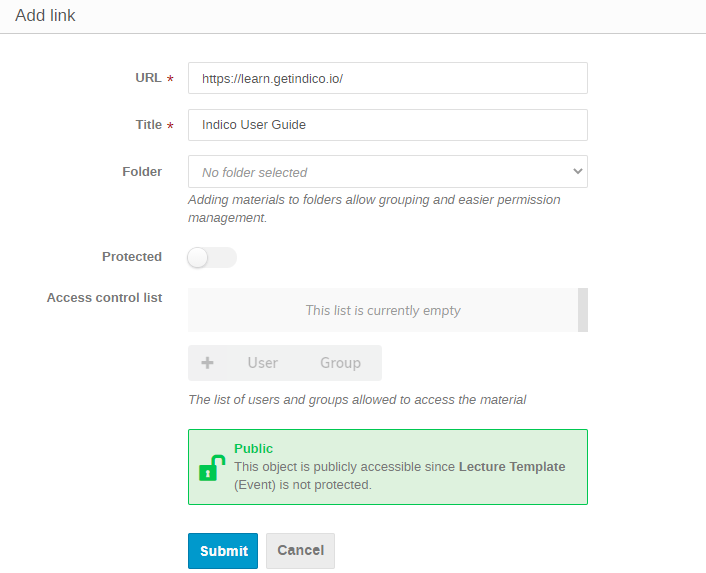 Add link
URL *
https://learn.getindico.io/
Title *
Indico User Guide
Folder
No folder selected
Adding materials to folders allow grouping and easier permission
management.
Protected
Access control list
This list is currently empty
+ User Group
The list of users and groups allowed to access the material
Public
This object is publicly accessible since Lecture Template
(Event) is not protected.
Submit Cancel